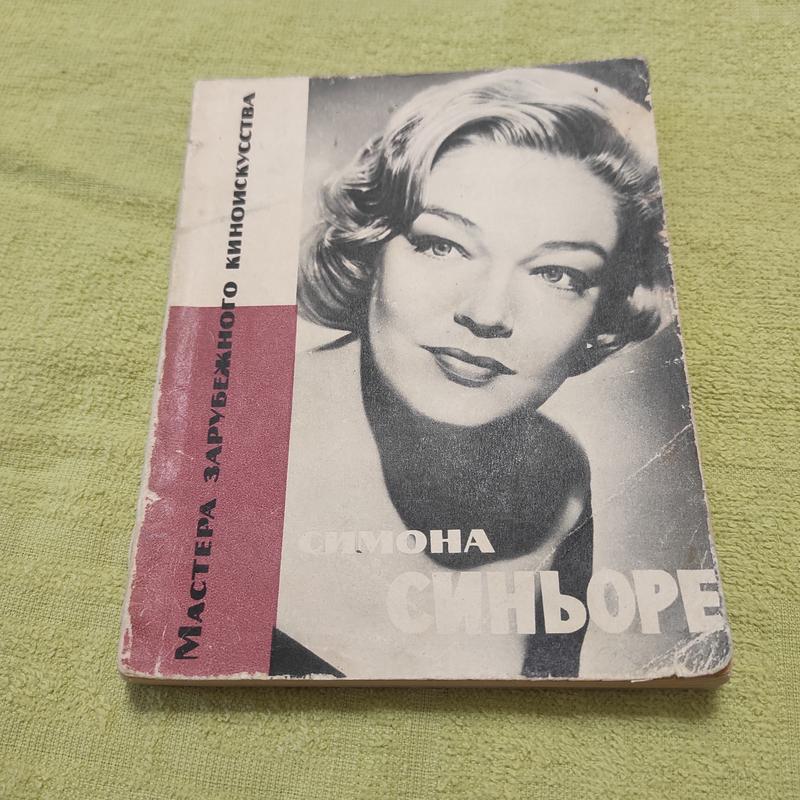 Мастера зарубежного киноискусства
СИМОНА
СИНЬОРЕ